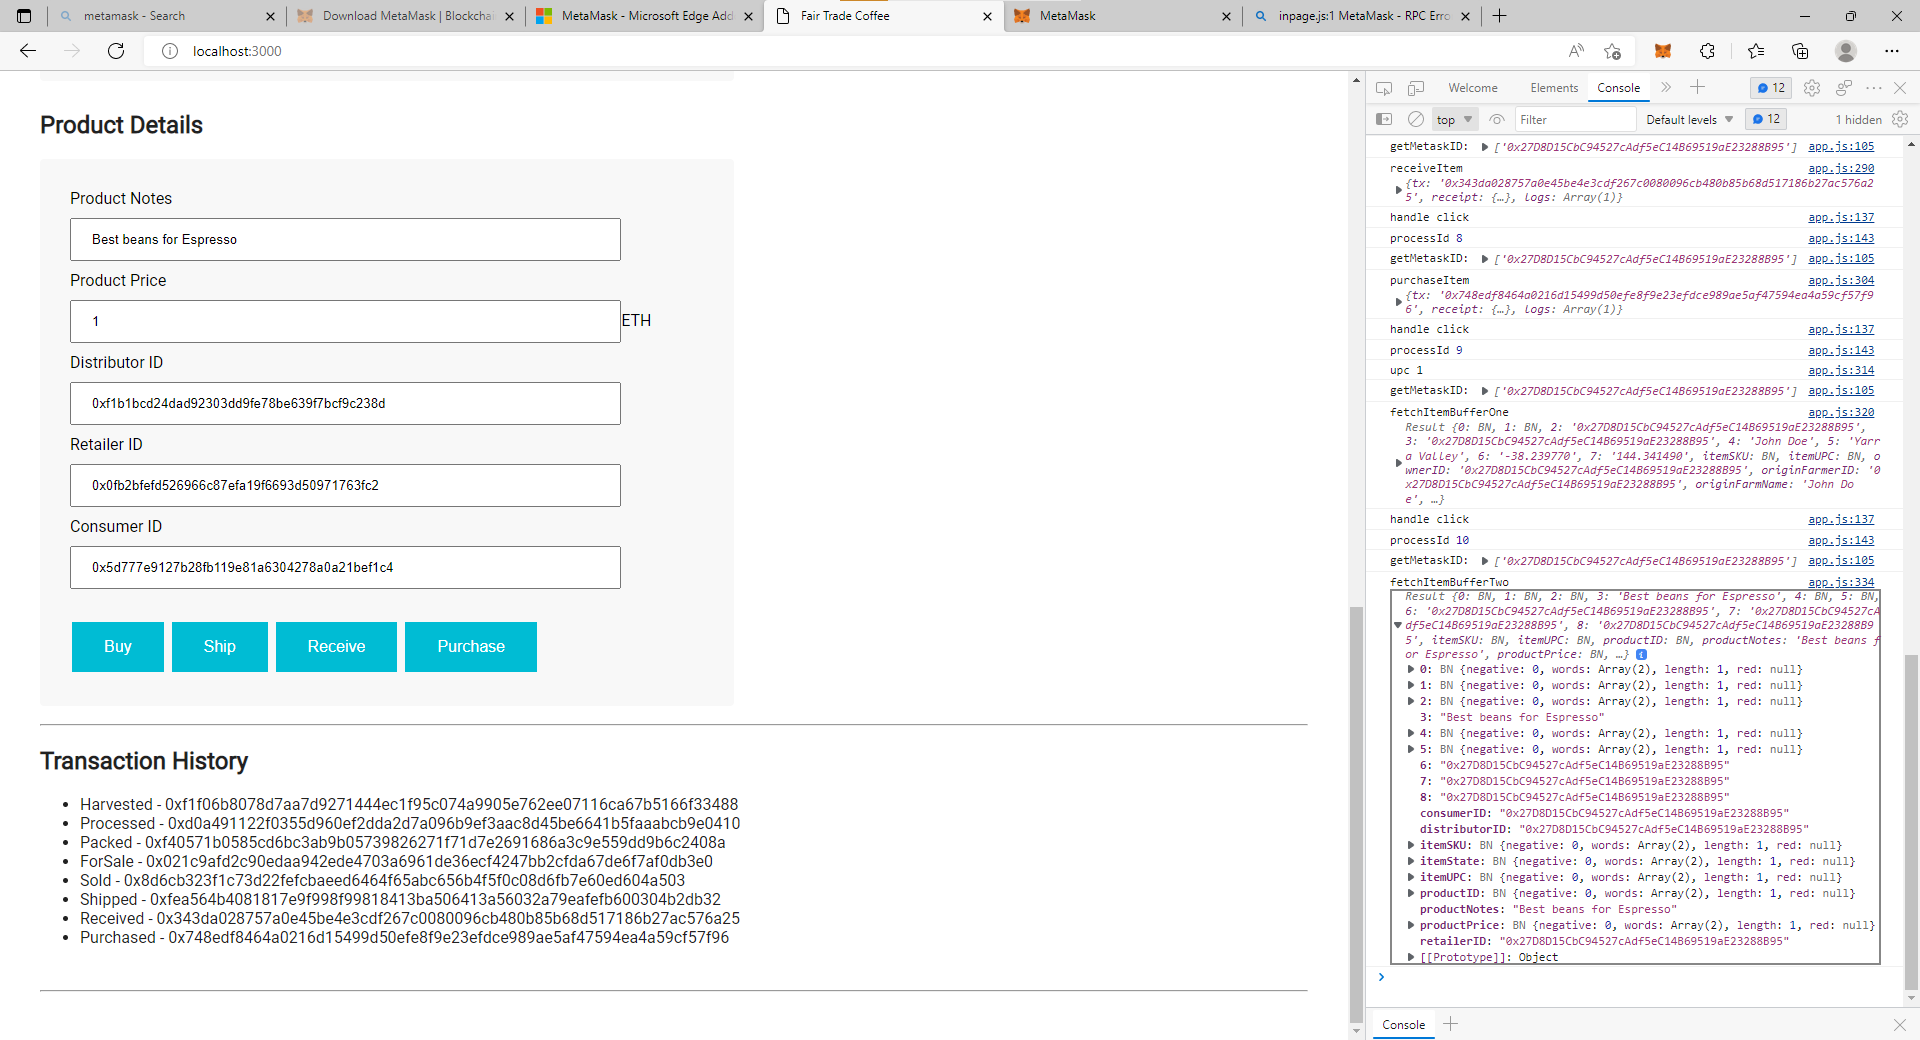 metamask - Search
Download MetaMask | Blockchai
MetaMask - Microsoft Edge Add
Fair Trade Coffee
MetaMask
inpage.js:1 MetaMask - RPC Erro
localhost:3000
Product Details
Product Notes
Best beans for Espresso
Product Price
1
ETH
Distributor ID
0xf1b1bcd24dad92303dd9fe78be639f7bcf9c238d
Retailer ID
0x0fb2bfefd526966c87efa19f6693d50971763fc2
Consumer ID
0x5d777e9127b28fb119e81a6304278a0a21bef1c4
Buy
Ship
Receive
Purchase
Transaction History
Harvested - 0xf1f06b8078d7aa7d9271444ec1f95c074a9905e762ee07116ca67b5166f33488
Processed - 0xd0a491122f0355d960ef2dda2d7a096b9ef3aac8d45be6641b5faaabcb9e0410
Packed - 0xf40571b0585cd6bc3ab9b05739826271f71d7e2691686a3c9e559dd9b6c2408a
ForSale - 0x021c9afd2c90edaa942ede4703a6961de36ecf4247bb2cfda67de6f7af0db3e0
Sold - 0x8d6cb323f1c73d22fefcbaeed6464f65abc656b4f5f0c08d6fb7e60ed604a503
Shipped - 0xfea564b4081817e9f998f99818413ba506413a56032a79eafefb600304b2db32
Received - 0x343da028757a0e45be4e3cdf267c0080096cb480b85b68d517186b27ac576a25
Purchased - 0x748edf8464a0216d15499d50efe8f9e23efdce989ae5af47594ea4a59cf57f96
Welcome
Elements
Console
12
top
Filter
Default levels
12
1 hidden
getMetaskID: ['0x27D8D15CbC94527cAdf5eC14B69519aE23288B95'] app.js:105
receiveItem app.js:290
{tx: '0x343da028757a0e45be4e3cdf267c0080096cb480b85b68d517186b27ac576a2
5', receipt: {…}, logs: Array(1)}
handle click app.js:137
processId 8 app.js:143
getMetaskID: ['0x27D8D15CbC94527cAdf5eC14B69519aE23288B95'] app.js:105
purchaseItem app.js:304
{tx: '0x748edf8464a0216d15499d50efe8f9e23efdce989ae5af47594ea4a59cf57f9
6', receipt: {…}, logs: Array(1)}
handle click app.js:137
processId 9 app.js:143
upc 1 app.js:314
getMetaskID: ['0x27D8D15CbC94527cAdf5eC14B69519aE23288B95'] app.js:105
fetchItemBufferOne app.js:320
Result {0: BN, 1: BN, 2: '0x27D8D15CbC94527cAdf5eC14B69519aE23288B95',
3: '0x27D8D15CbC94527cAdf5eC14B69519aE23288B95', 4: 'John Doe', 5: 'Yarr
a Valley', 6: '-38.239770', 7: '144.341490', itemSKU: BN, itemUPC: BN, o
wnerID: '0x27D8D15CbC94527cAdf5eC14B69519aE23288B95', originFarmerID: '0
x27D8D15CbC94527cAdf5eC14B69519aE23288B95', originFarmName: 'John Do
e', …}
handle click app.js:137
processId 10 app.js:143
getMetaskID: ['0x27D8D15CbC94527cAdf5eC14B69519aE23288B95'] app.js:105
fetchItemBufferTwo app.js:334
Result {0: BN, 1: BN, 2: BN, 3: 'Best beans for Espresso', 4: BN, 5: BN,
6: '0x27D8D15CbC94527cAdf5eC14B69519aE23288B95', 7: '0x27D8D15CbC94527cA
df5eC14B69519aE23288B95', 8: '0x27D8D15CbC94527cAdf5eC14B69519aE23288B9
5', itemSKU: BN, itemUPC: BN, productID: BN, productNotes: 'Best beans f
or Espresso', productPrice: BN, …}
0: BN {negative: 0, words: Array(2), length: 1, red: null}
1: BN {negative: 0, words: Array(2), length: 1, red: null}
2: BN {negative: 0, words: Array(2), length: 1, red: null}
3: "Best beans for Espresso"
4: BN {negative: 0, words: Array(2), length: 1, red: null}
5: BN {negative: 0, words: Array(2), length: 1, red: null}
6: "0x27D8D15CbC94527cAdf5eC14B69519aE23288B95"
7: "0x27D8D15CbC94527cAdf5eC14B69519aE23288B95"
8: "0x27D8D15CbC94527cAdf5eC14B69519aE23288B95"
consumerID: "0x27D8D15CbC94527cAdf5eC14B69519aE23288B95"
distributorID: "0x27D8D15CbC94527cAdf5eC14B69519aE23288B95"
itemSKU: BN {negative: 0, words: Array(2), length: 1, red: null}
itemState: BN {negative: 0, words: Array(2), length: 1, red: null}
itemUPC: BN {negative: 0, words: Array(2), length: 1, red: null}
productID: BN {negative: 0, words: Array(2), length: 1, red: null}
productNotes: "Best beans for Espresso"
productPrice: BN {negative: 0, words: Array(2), length: 1, red: null}
retailerID: "0x27D8D15CbC94527cAdf5eC14B69519aE23288B95"
[[Prototype]]: Object
Console